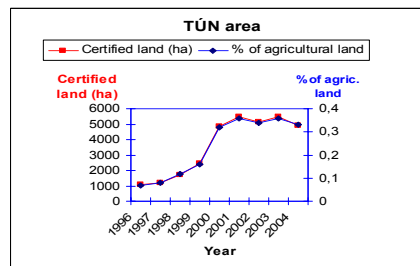 TÚN area
Certified land (ha) % of agricultural land
Certified land (ha)
% of agric. land
6000
5000
4000
3000
2000
1000
0
0,4
0,3
0,2
0,1
0
1996 1997 1998 1999 2000 2001 2002 2003 2004
Year